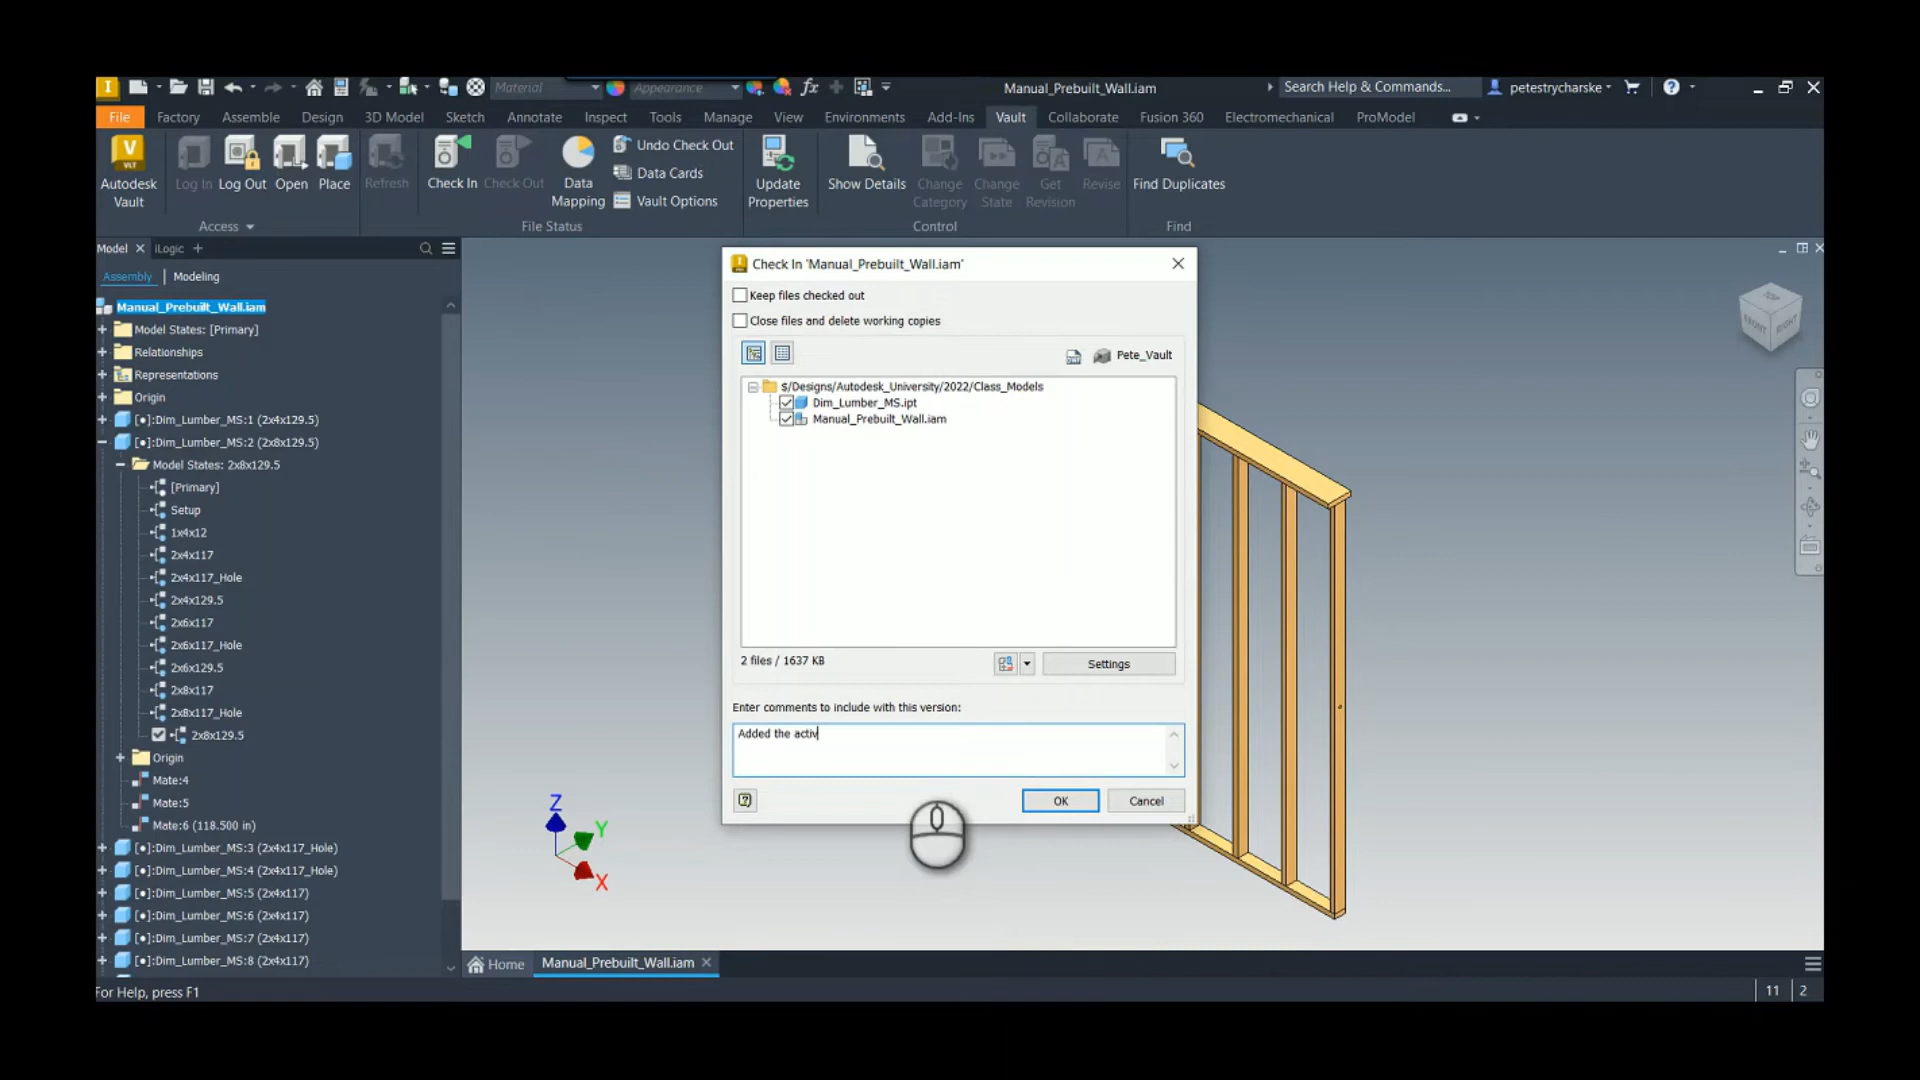 I Material Appearance fx Manual_Prebuilt_Wall.iam Search Help & Commands... petestrycharske
File Factory Assemble Design 3D Model Sketch Annotate Inspect Tools Manage View Environments Add-Ins Vault Collaborate Fusion 360 Electromechanical ProModel
V VLT Autodesk Vault
Log In Log Out Open Place
Access
Refresh
Check In Check Out Data Mapping
Undo Check Out
Data Cards
Vault Options
File Status
Update Properties
Show Details Change Category Change State Get Revision Revise
Control
Find Duplicates
Find
Model iLogic +
Assembly | Modeling
Manual_Prebuilt_Wall.iam
Model States: [Primary]
Relationships
Representations
Origin
[•]:Dim_Lumber_MS:1 (2x4x129.5)
[•]:Dim_Lumber_MS:2 (2x8x129.5)
Model States: 2x8x129.5
[Primary]
Setup
1x4x12
2x4x117
2x4x117_Hole
2x4x129.5
2x6x117
2x6x117_Hole
2x6x129.5
2x8x117
2x8x117_Hole
2x8x129.5
Origin
Mate:4
Mate:5
Mate:6 (118.500 in)
[•]:Dim_Lumber_MS:3 (2x4x117_Hole)
[•]:Dim_Lumber_MS:4 (2x4x117_Hole)
[•]:Dim_Lumber_MS:5 (2x4x117)
[•]:Dim_Lumber_MS:6 (2x4x117)
[•]:Dim_Lumber_MS:7 (2x4x117)
[•]:Dim_Lumber_MS:8 (2x4x117)
Check In 'Manual_Prebuilt_Wall.iam'
Keep files checked out
Close files and delete working copies
Pete_Vault
$/Designs/Autodesk_University/2022/Class_Models
Dim_Lumber_MS.ipt
Manual_Prebuilt_Wall.iam
2 files / 1637 KB
Settings
Enter comments to include with this version:
Added the activ
OK Cancel
TOP
FRONT RIGHT
Z
Y
X
Home Manual_Prebuilt_Wall.iam
For Help, press F1
11 2